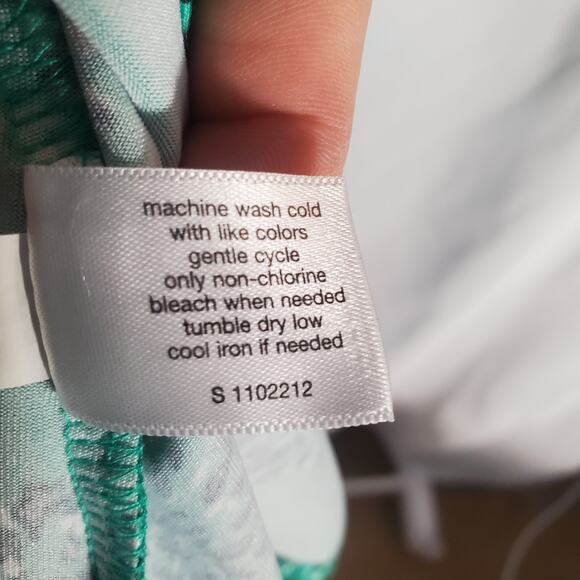 machine wash cold
with like colors
gentle cycle
only non-chlorine
bleach when needed
tumble dry low
cool iron if needed
S 1102212